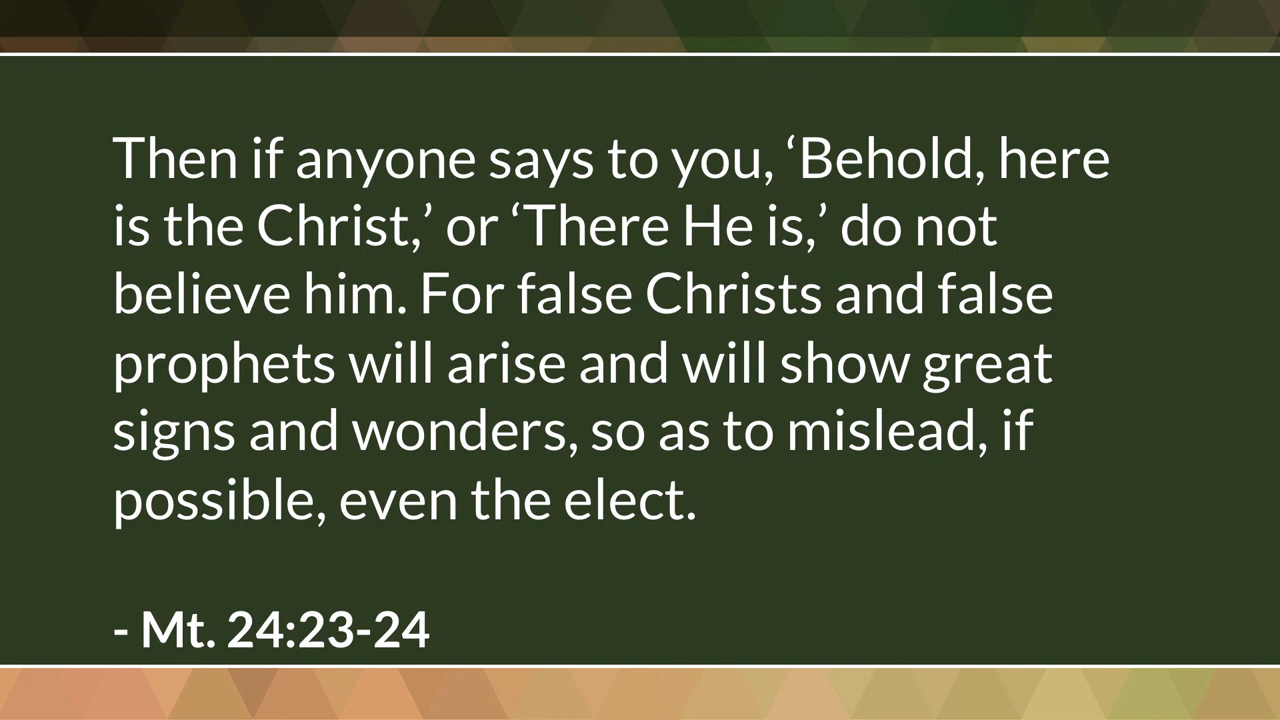 Then if anyone says to you, ‘Behold, here
is the Christ,’ or ‘There He is,’ do not
believe him. For false Christs and false
prophets will arise and will show great
signs and wonders, so as to mislead, if
possible, even the elect.
- Mt. 24:23-24